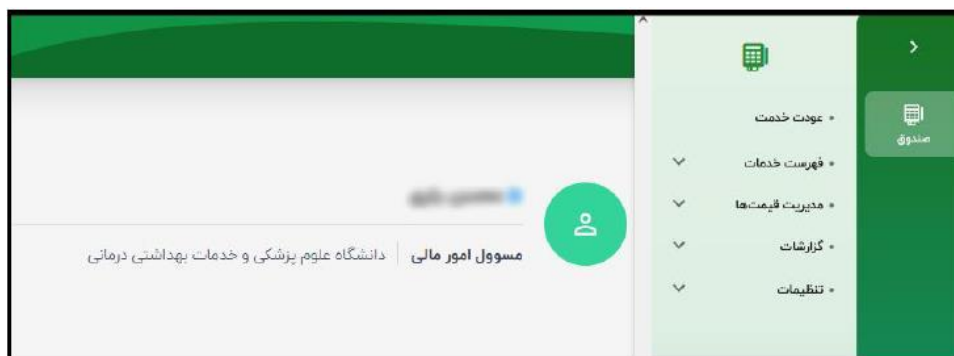 صندوق
عودت خدمت
فهرست خدمات
مدیریت قیمت‌ها
گزارشات
تنظیمات
مسوول امور مالی | دانشگاه علوم پزشکی و خدمات بهداشتی درمانی